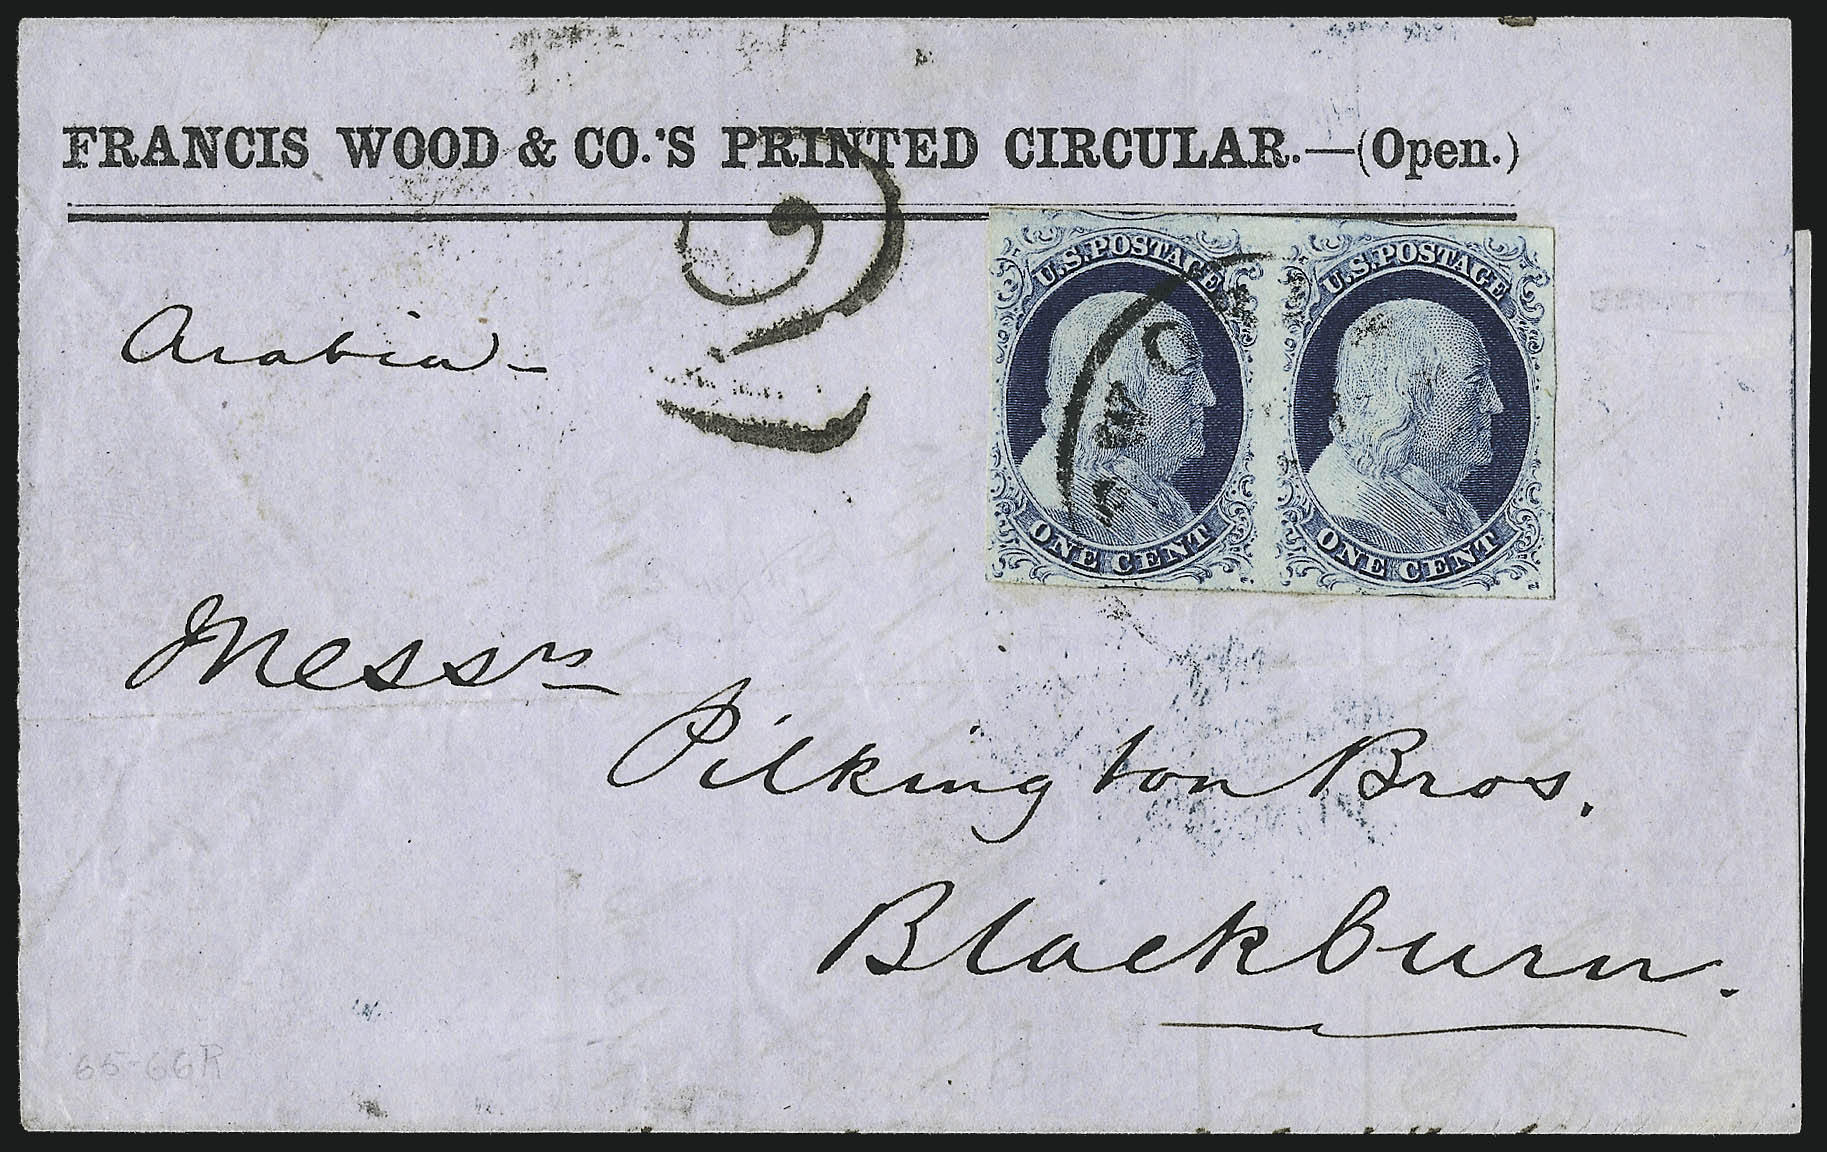 FRANCIS WOOD & CO.'S PRINTED CIRCULAR.—(Open.)
2
U.S. POSTAGE
ONE CENT
U.S. POSTAGE
ONE CENT
Arabia
Messrs
Pilkington Bros.
Blackburn.
65-66R